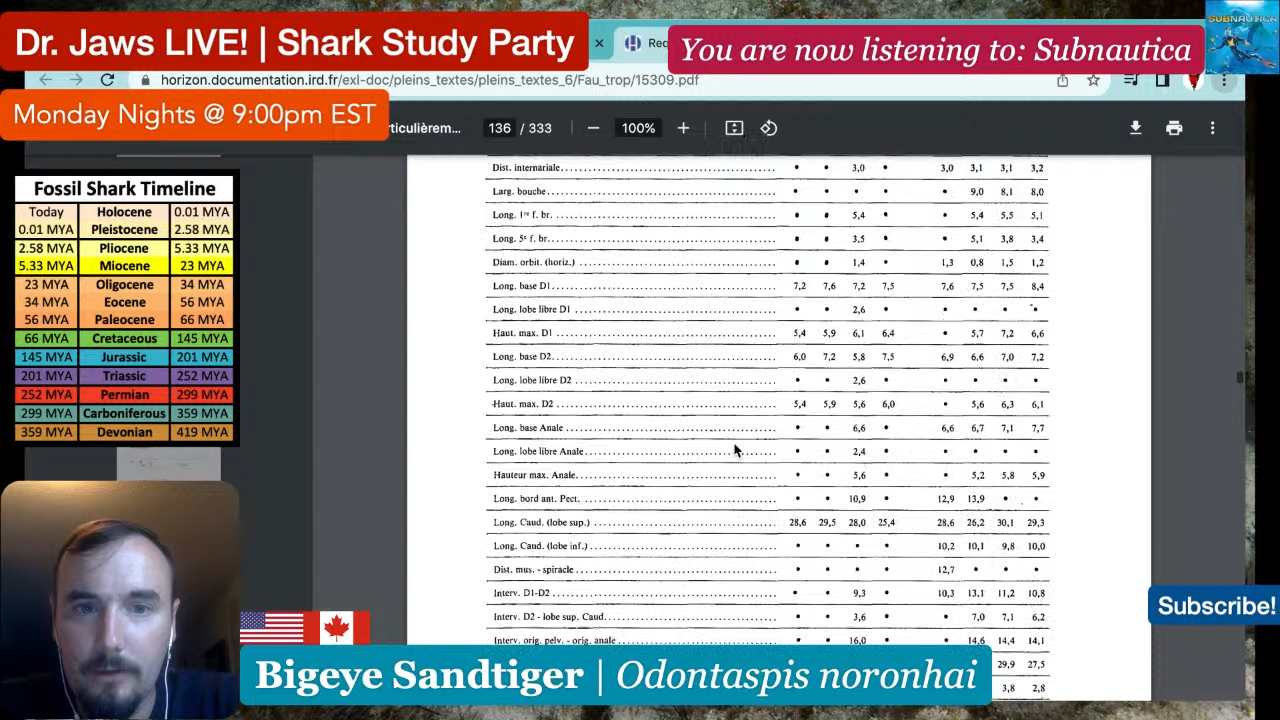 Dr. Jaws LIVE! | Shark Study Party
You are now listening to: Subnautica
SUBNAUTICA
horizon.documentation.ird.fr/exl-doc/pleins_textes/pleins_textes_6/Fau_trop/15309.pdf
Monday Nights @ 9:00pm EST
rticulièrem... 136 / 333 — 100% +
Fossil Shark Timeline
Today Holocene 0.01 MYA
0.01 MYA Pleistocene 2.58 MYA
2.58 MYA Pliocene 5.33 MYA
5.33 MYA Miocene 23 MYA
23 MYA Oligocene 34 MYA
34 MYA Eocene 56 MYA
56 MYA Paleocene 66 MYA
66 MYA Cretaceous 145 MYA
145 MYA Jurassic 201 MYA
201 MYA Triassic 252 MYA
252 MYA Permian 299 MYA
299 MYA Carboniferous 359 MYA
359 MYA Devonian 419 MYA
Dist. internariale • • 3,0 • 3,0 3,1 3,1 3,2
Larg. bouche • • • • • 9,0 8,1 8,0
Long. 1re f. br. • • 5,4 • • 5,4 5,5 5,1
Long. 5e f. br. • • 3,5 • • 5,1 3,8 3,4
Diam. orbit. (horiz.) • • 1,4 • 1,3 0,8 1,5 1,2
Long. base D1 7,2 7,6 7,2 7,5 7,6 7,5 7,5 8,4
Long. lobe libre D1 • • 2,6 • • • • •
Haut. max. D1 5,4 5,9 6,1 6,4 • 5,7 7,2 6,6
Long. base D2 6,0 7,2 5,8 7,5 6,9 6,6 7,0 7,2
Long. lobe libre D2 • • 2,6 • • • • •
Haut. max. D2 5,4 5,9 5,6 6,0 • 5,6 6,3 6,1
Long. base Anale • • 6,6 • 6,6 6,7 7,1 7,7
Long. lobe libre Anale • • 2,4 • • • • •
Hauteur max. Anale • • 5,6 • • 5,2 5,8 5,9
Long. bord ant. Pect. • • 10,9 • 12,9 13,9 • •
Long. Caud. (lobe sup.) 28,6 29,5 28,0 25,4 28,6 26,2 30,1 29,3
Long. Caud. (lobe inf.) • • • • 10,2 10,1 9,8 10,0
Dist. mus. - spiracle • • • • 12,7 • • •
Interv. D1-D2 • • 9,3 • 10,3 13,1 11,2 10,8
Interv. D2 - lobe sup. Caud. • • 3,6 • • 7,0 7,1 6,2
Interv. orig. pelv. - orig. anale • • 16,0 • • 14,6 14,4 14,1
29,9 27,5
3,8 2,8
Subscribe!
Bigeye Sandtiger | Odontaspis noronhai